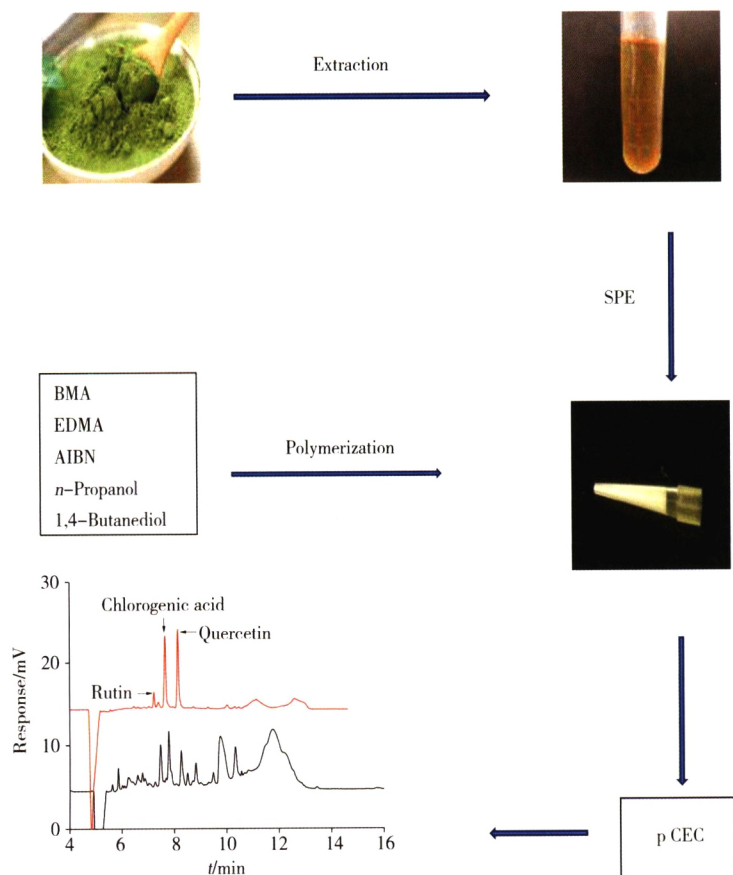 Extraction
SPE
BMA
EDMA
AIBN
n-Propanol
1,4-Butanediol
Polymerization
30
20
10
0
Response/mV
Chlorogenic acid
Quercetin
Rutin
4 6 8 10 12 14 16
t/min
p CEC